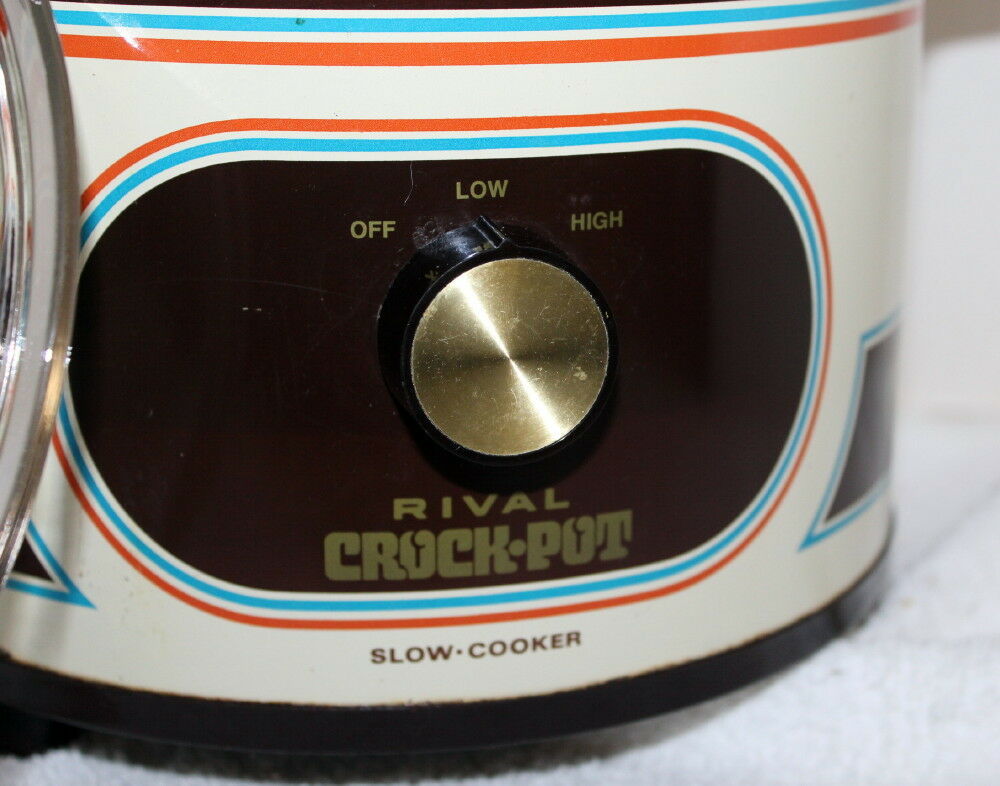 LOW
OFF HIGH
RIVAL
CROCK·POT
SLOW·COOKER